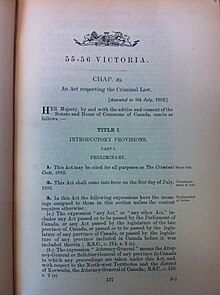 55-56 VICTORIA.
CHAP. 29.
An Act respecting the Criminal Law.
[Assented to 9th July, 1892.]
HER Majesty, by and with the advice and consent of the
Senate and House of Commons of Canada, enacts
as follows :—
TITLE I.
INTRODUCTORY PROVISIONS.
PART I.
PRELIMINARY.
1. This Act may be cited for all purposes as The Criminal Short title.
Code, 1892.
2. This Act shall come into force on the first day of July, Commencement
1893. of Act.
3. In this Act the following expressions have the
meanings assigned to them in this section unless the context
requires otherwise:
(a.) The expression "any Act," or "any other Act," includes
any Act passed or to be passed by the Parliament of
Canada, or any Act passed by the legislature of the late
province of Canada, or passed or to be passed by the legislature
of any province of Canada, or passed by the legislature
of any province included in Canada before it was
included therein; R.S.C., c. 174, s. 2
(b.) The expression "Attorney-General" means the Attorney-General
or Solicitor-General of any province in Canada
in which any proceedings are taken under this Act, and,
with respect to the North-west Territories and the district of
Keewatin, the Attorney-General of Canada; R.S.C., c. 150,
s. 2
137